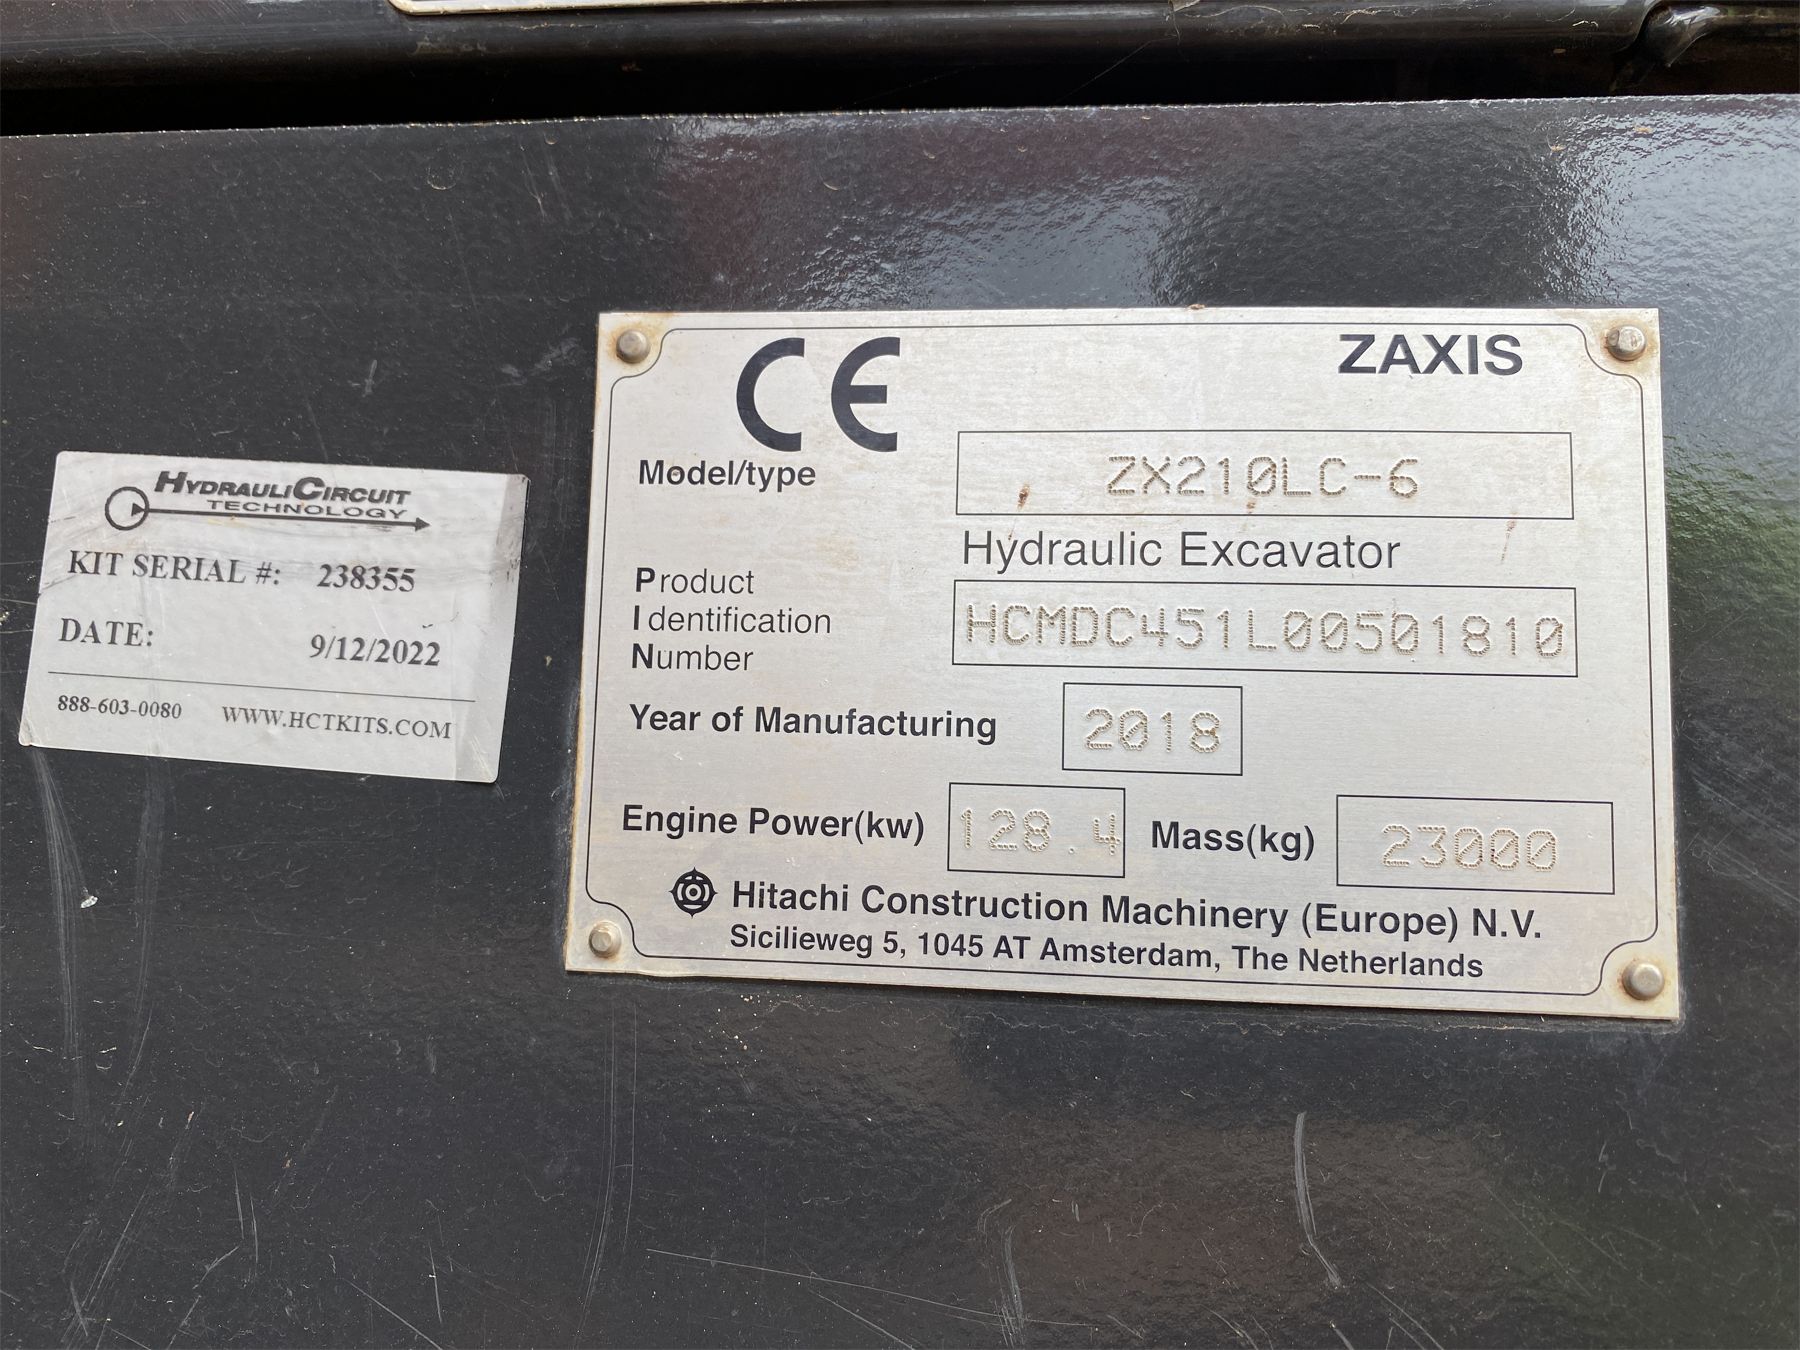 HYDRAULICIRCUIT
TECHNOLOGY
KIT SERIAL #: 238355
DATE: 9/12/2022
888-603-0080 WWW.HCTKITS.COM
CE ZAXIS
Model/type ZX210LC-6
Hydraulic Excavator
Product
Identification HCMDC451L00501810
Number
Year of Manufacturing 2018
Engine Power(kw) 128.4 Mass(kg) 23000
Hitachi Construction Machinery (Europe) N.V.
Sicilieweg 5, 1045 AT Amsterdam, The Netherlands